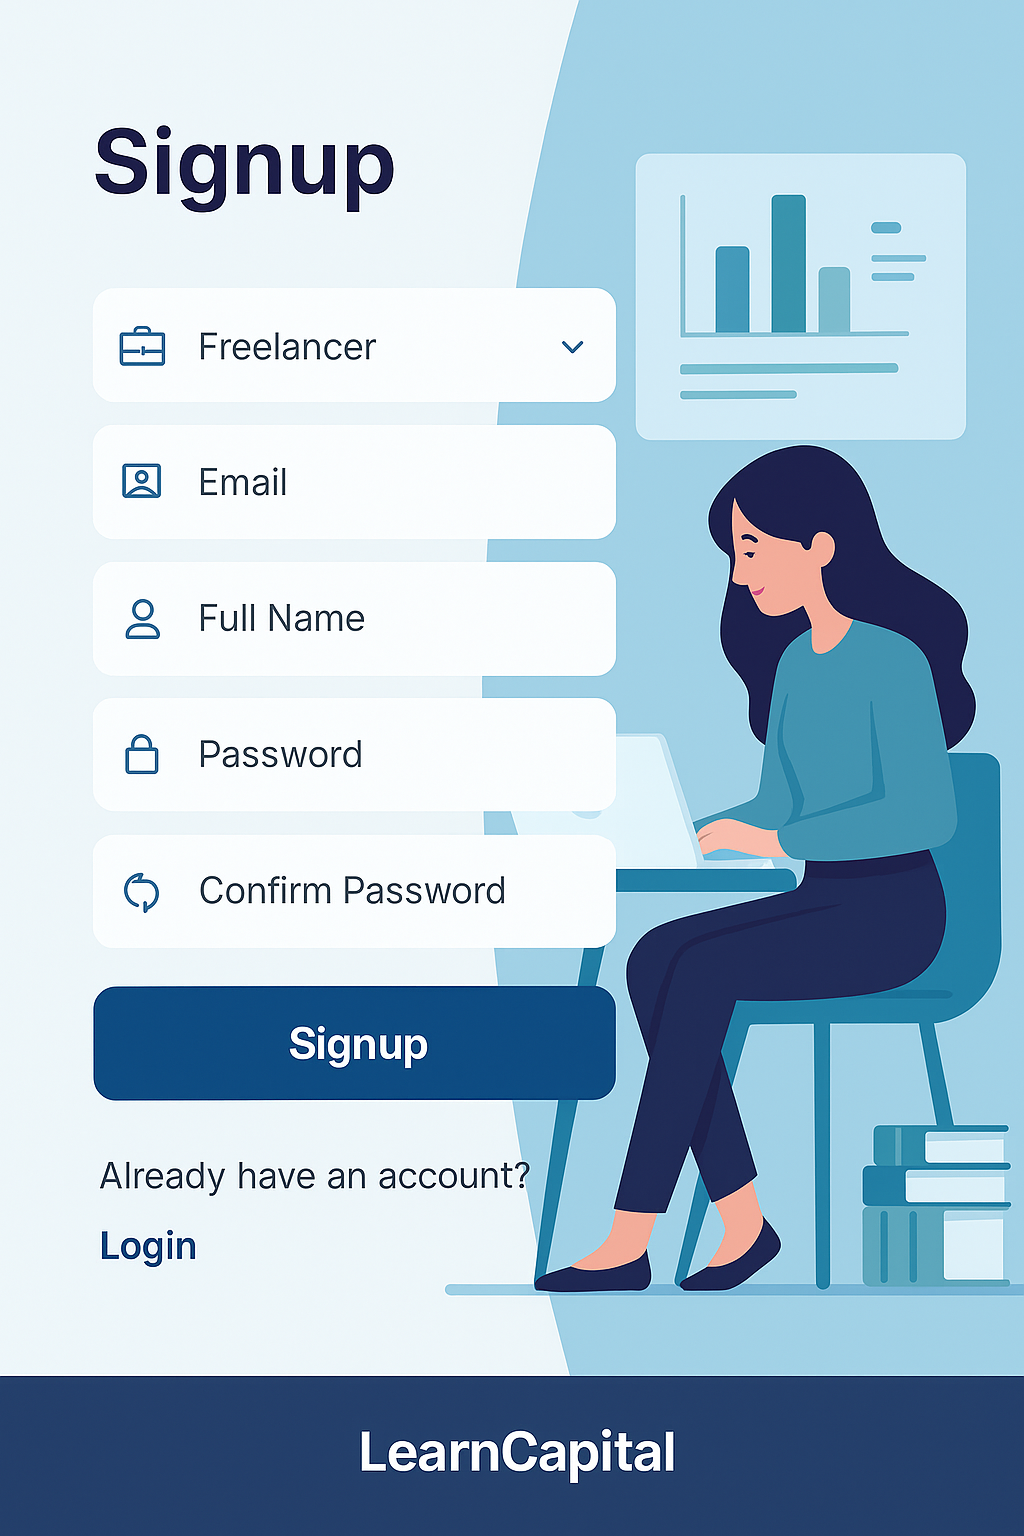 Signup
Freelancer
Email
Full Name
Password
Confirm Password
Signup
Already have an account?
Login
LearnCapital